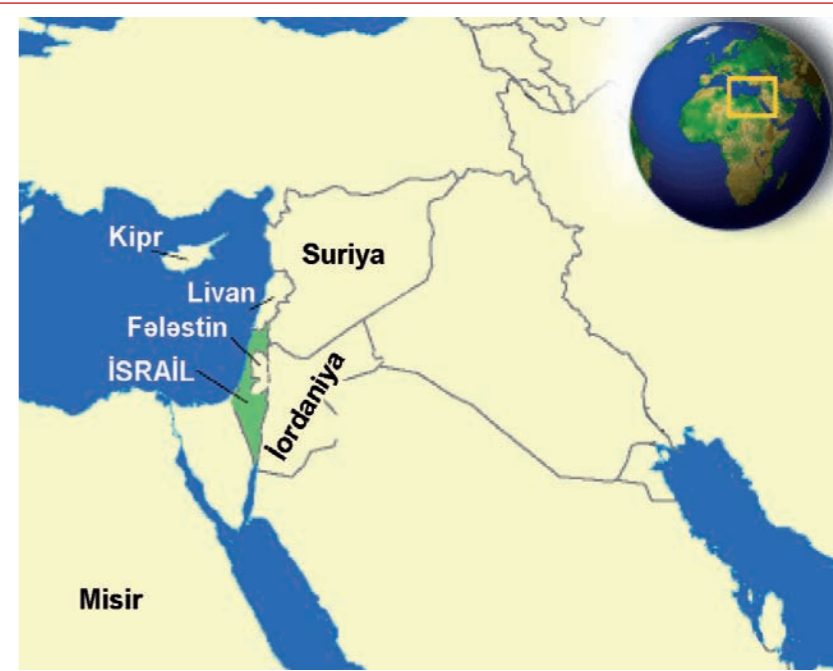 Kipr
Suriya
Livan
Fələstin
İSRAİL
İordaniya
Misir